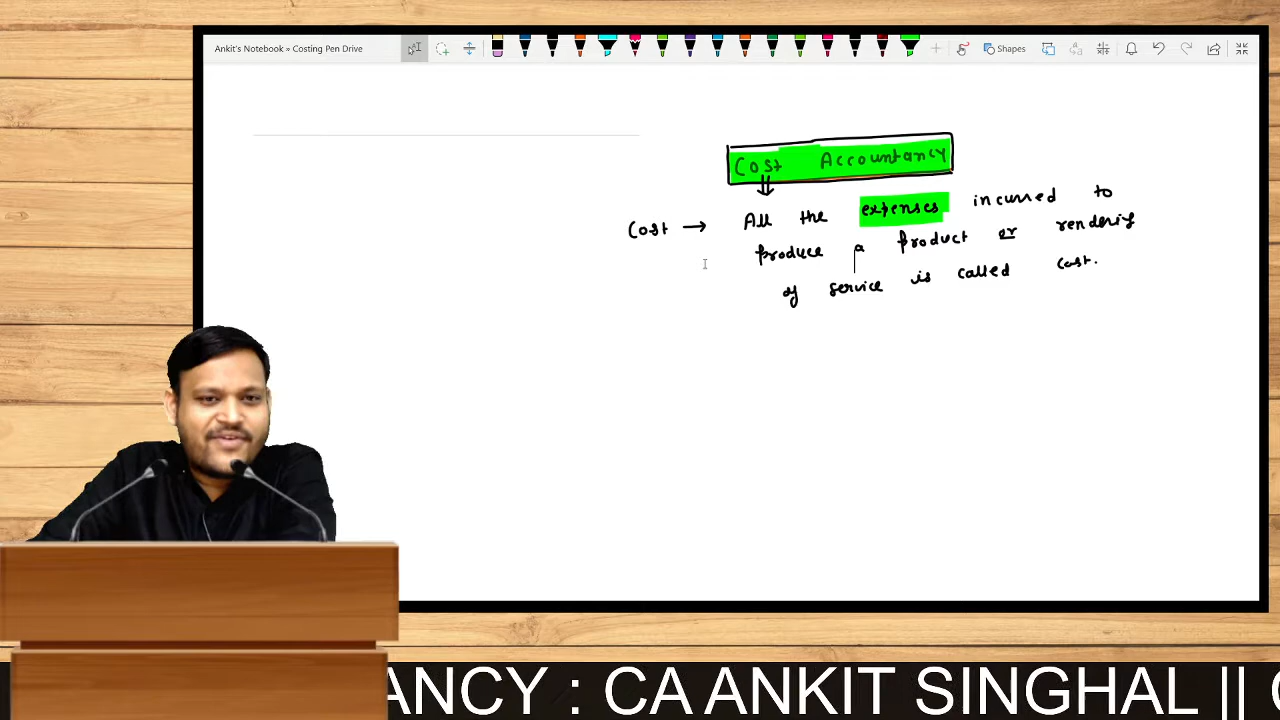 Ankit's Notebook » Costing Pen Drive
Shapes
Cost Accountancy
Cost → All the expenses incurred to
produce a product or rendering
of service is called cost.
ANCY : CA ANKIT SINGHAL || C